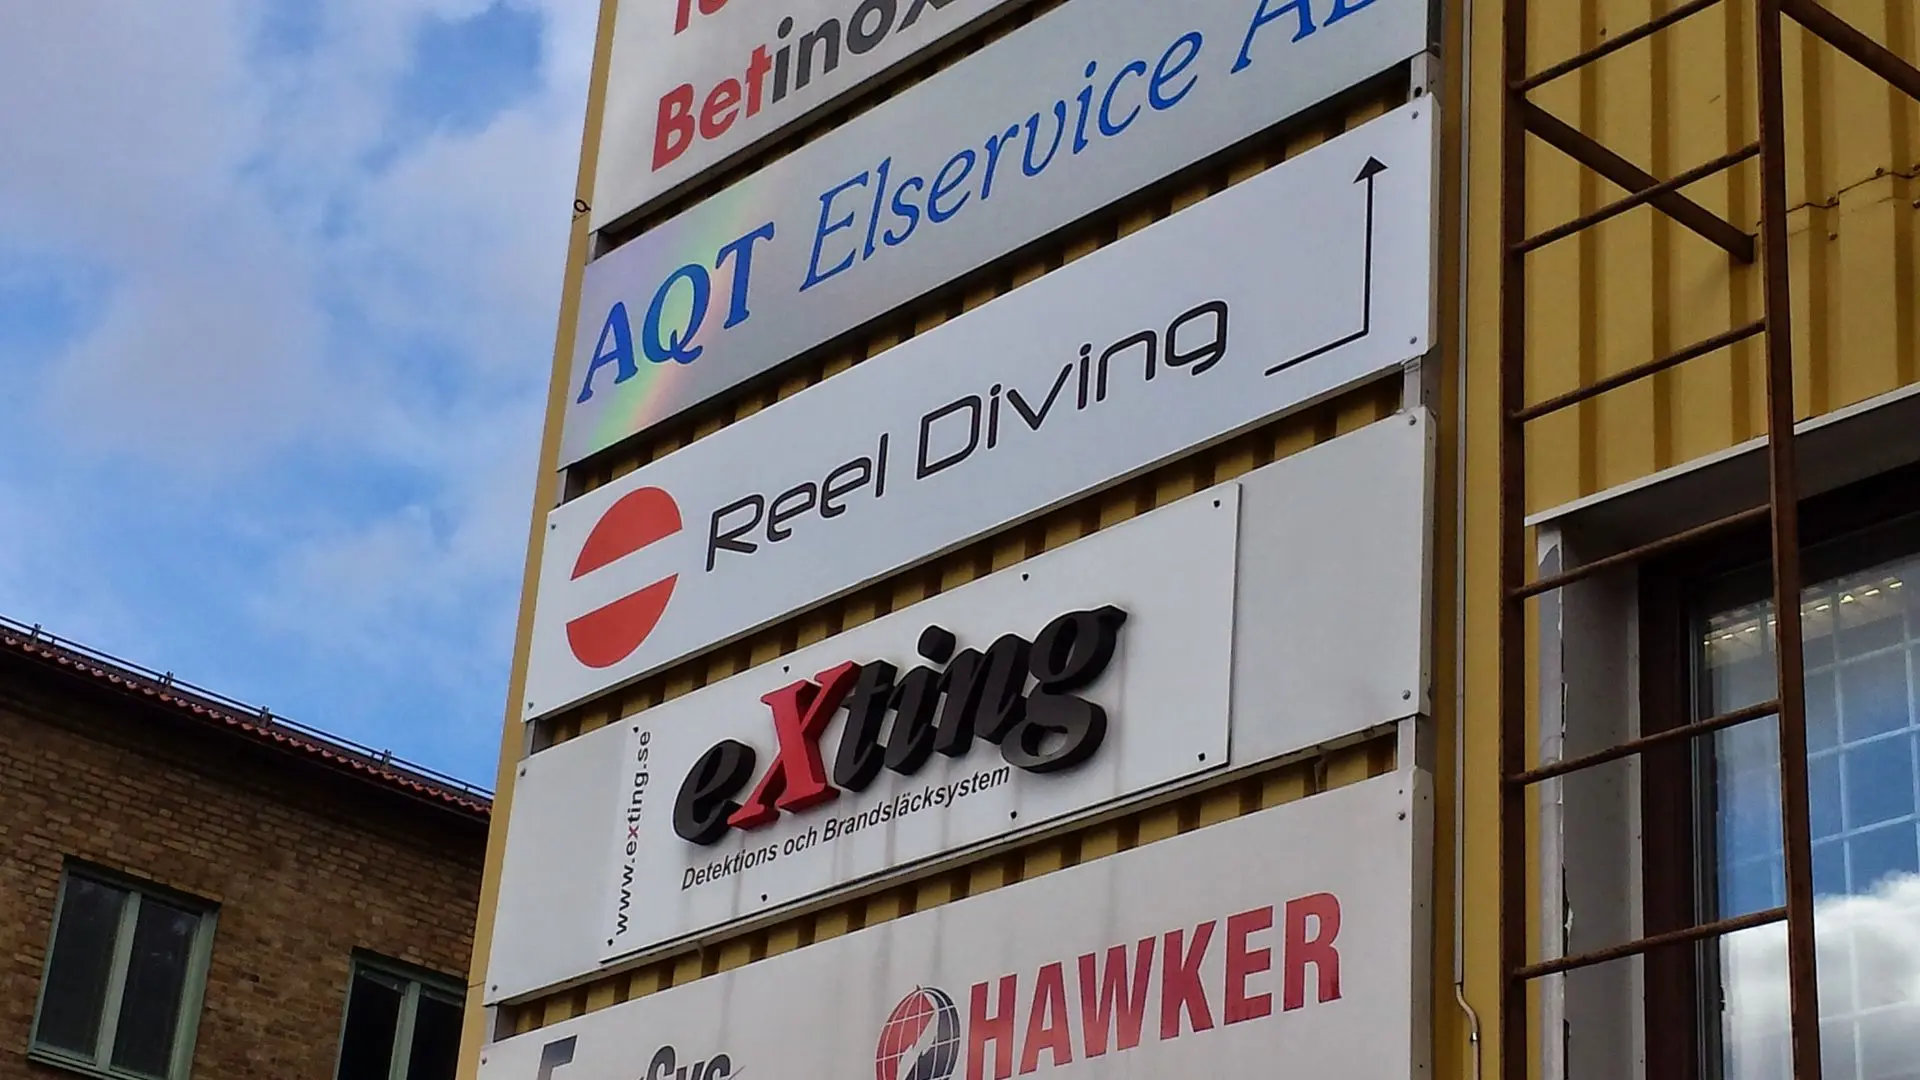 Betinox
AQT Elservice AB
Reel Diving
www.exting.se
eXting
Detektions och Brandsläcksystem
HAWKER